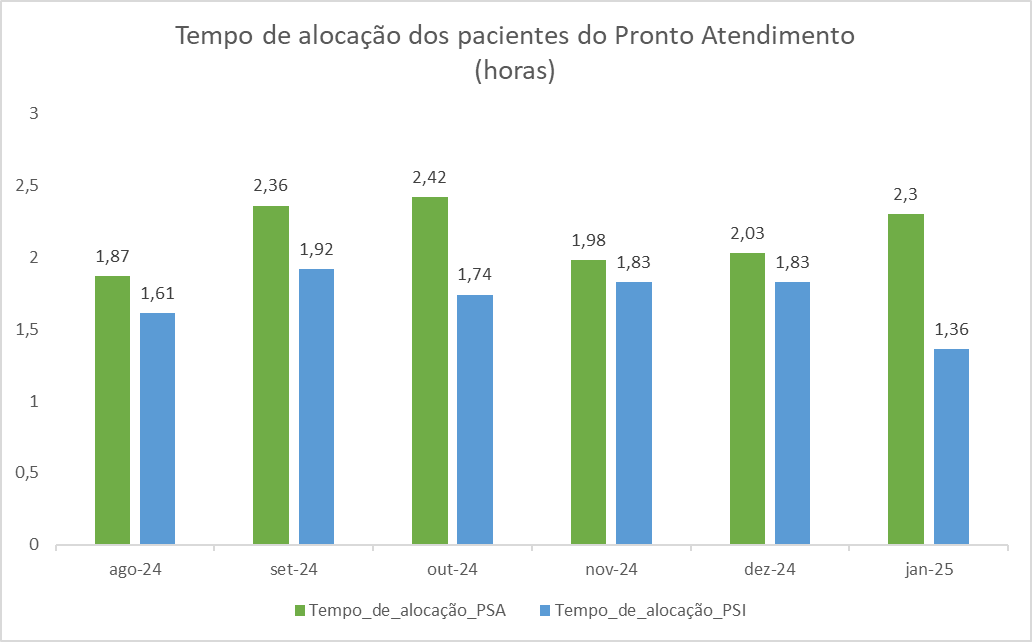 Tempo de alocação dos pacientes do Pronto Atendimento
(horas)
3
2,5
2
1,5
1
0,5
0
1,87
1,61
2,36
1,92
2,42
1,74
1,98
1,83
2,03
1,83
2,3
1,36
ago-24
set-24
out-24
nov-24
dez-24
jan-25
Tempo_de_alocação_PSA
Tempo_de_alocação_PSI